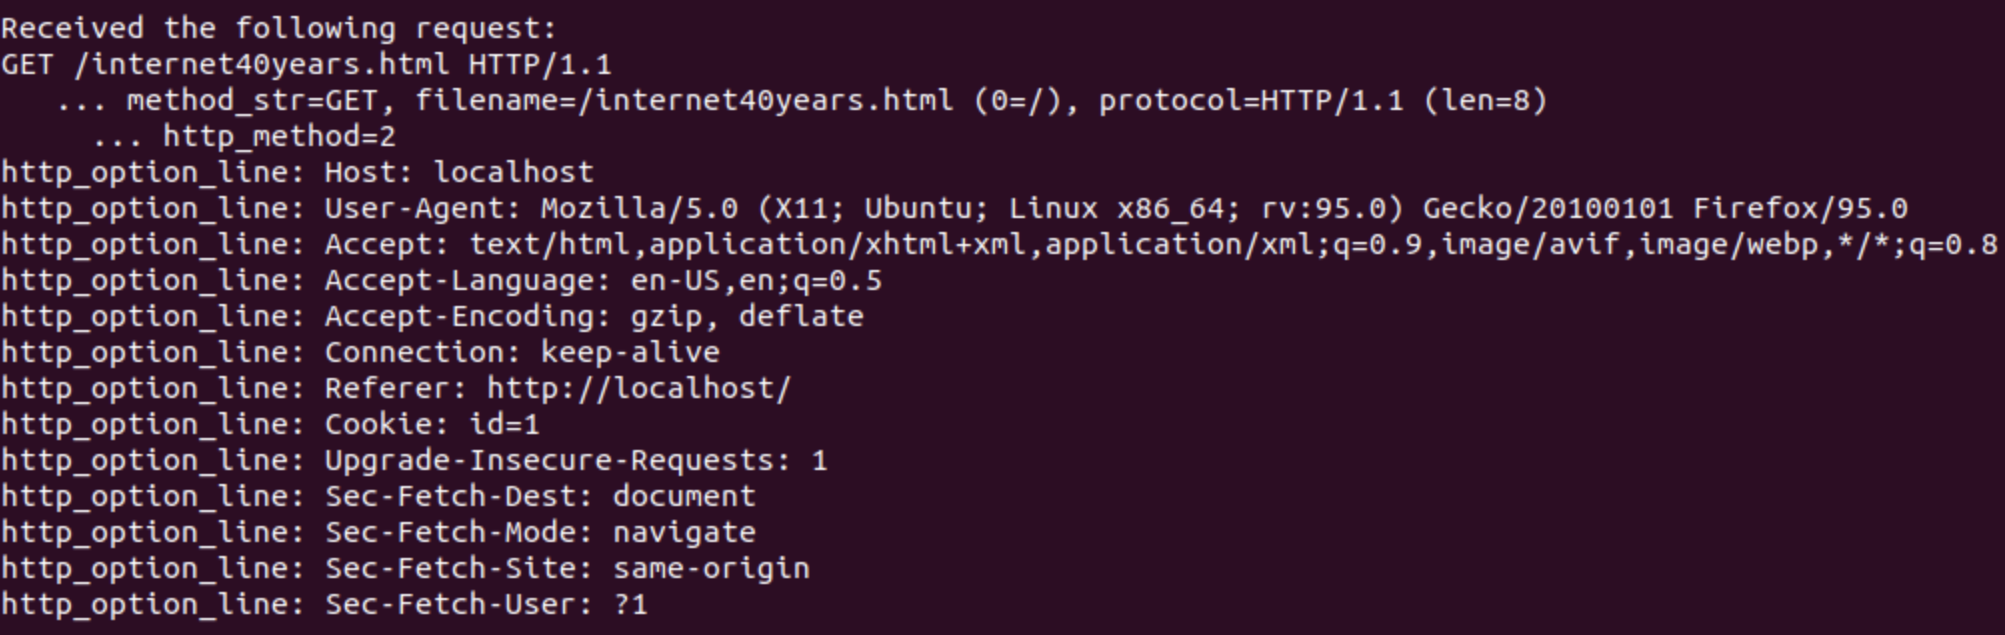 Received the following request:
GET /internet40years.html HTTP/1.1
   ... method_str=GET, filename=/internet40years.html (0=/), protocol=HTTP/1.1 (len=8)
     ... http_method=2
http_option_line: Host: localhost
http_option_line: User-Agent: Mozilla/5.0 (X11; Ubuntu; Linux x86_64; rv:95.0) Gecko/20100101 Firefox/95.0
http_option_line: Accept: text/html,application/xhtml+xml,application/xml;q=0.9,image/avif,image/webp,*/*;q=0.8
http_option_line: Accept-Language: en-US,en;q=0.5
http_option_line: Accept-Encoding: gzip, deflate
http_option_line: Connection: keep-alive
http_option_line: Referer: http://localhost/
http_option_line: Cookie: id=1
http_option_line: Upgrade-Insecure-Requests: 1
http_option_line: Sec-Fetch-Dest: document
http_option_line: Sec-Fetch-Mode: navigate
http_option_line: Sec-Fetch-Site: same-origin
http_option_line: Sec-Fetch-User: ?1